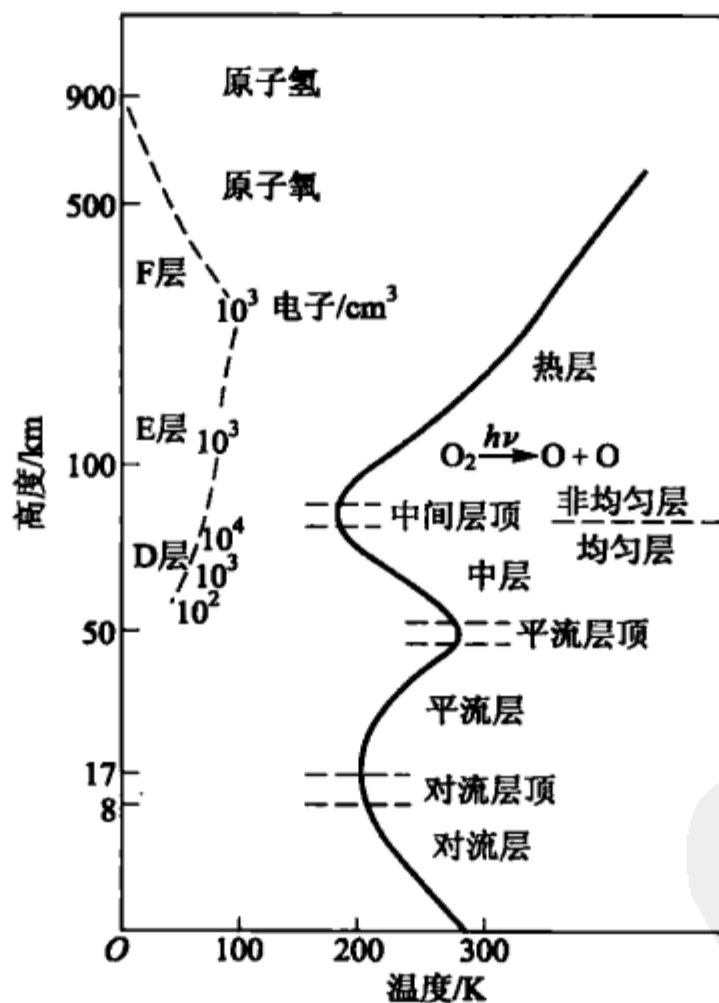 900
原子氢
原子氧
500
F层
10³ 电子/cm³
热层
E层 10³
高度/km
100
O₂ hν→ O + O
中间层顶
非均匀层
均匀层
10⁴
D层
10³
10²
中层
50
平流层顶
平流层
17
对流层顶
8
对流层
O 100 200 300
温度/K